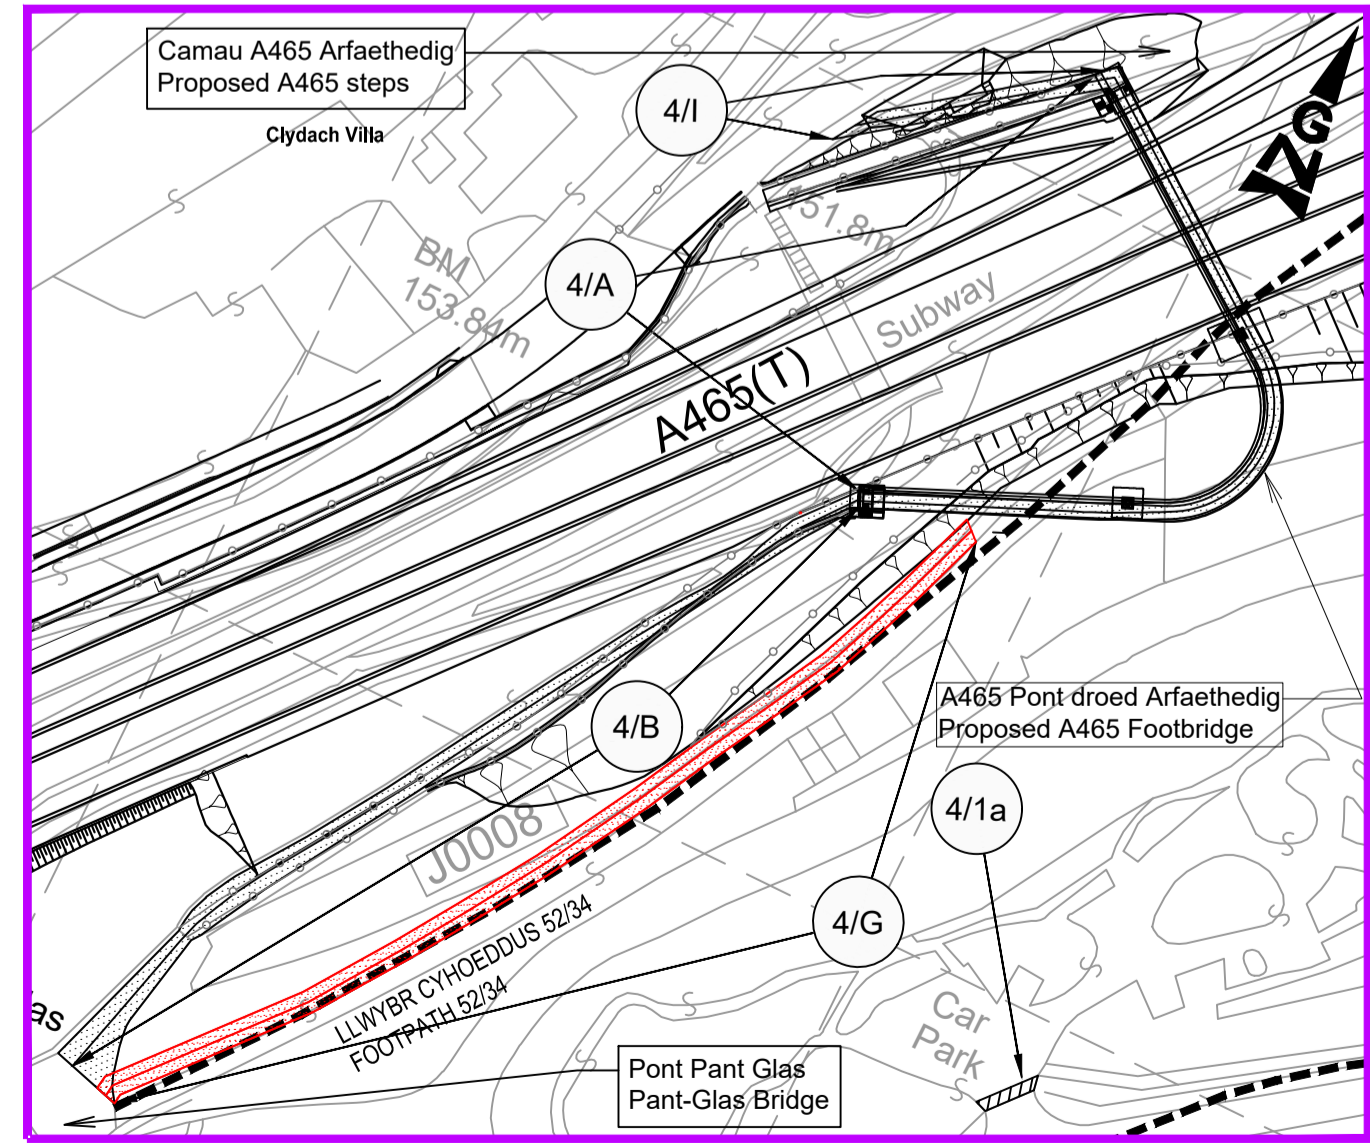 Camau A465 Arfaethedig
Proposed A465 steps
Clydach Villa
4/I
G
N
BM
153.84m
151.8m
4/A
Subway
A465(T)
A465 Pont droed Arfaethedig
Proposed A465 Footbridge
4/B
4/1a
J0008
4/G
LLWYBR CYHOEDDUS 52/34
FOOTPATH 52/34
as
Car
Park
Pont Pant Glas
Pant-Glas Bridge